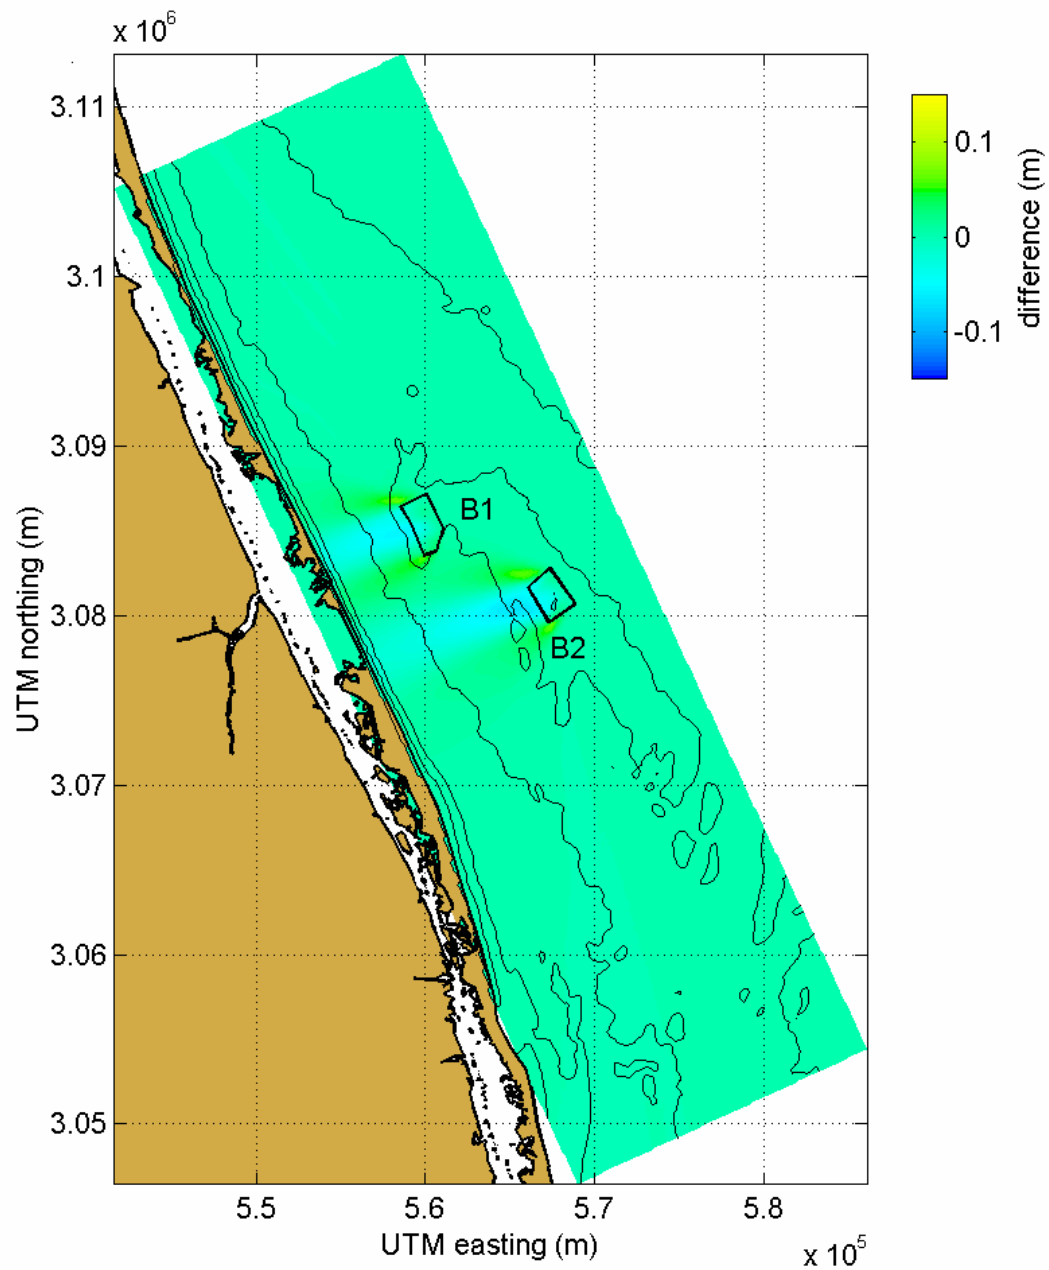 x 10^6
3.11
3.1
3.09
3.08
3.07
3.06
3.05
UTM northing (m)
B1
B2
0.1
0
-0.1
difference (m)
5.5
5.6
5.7
5.8
UTM easting (m)
x 10^5